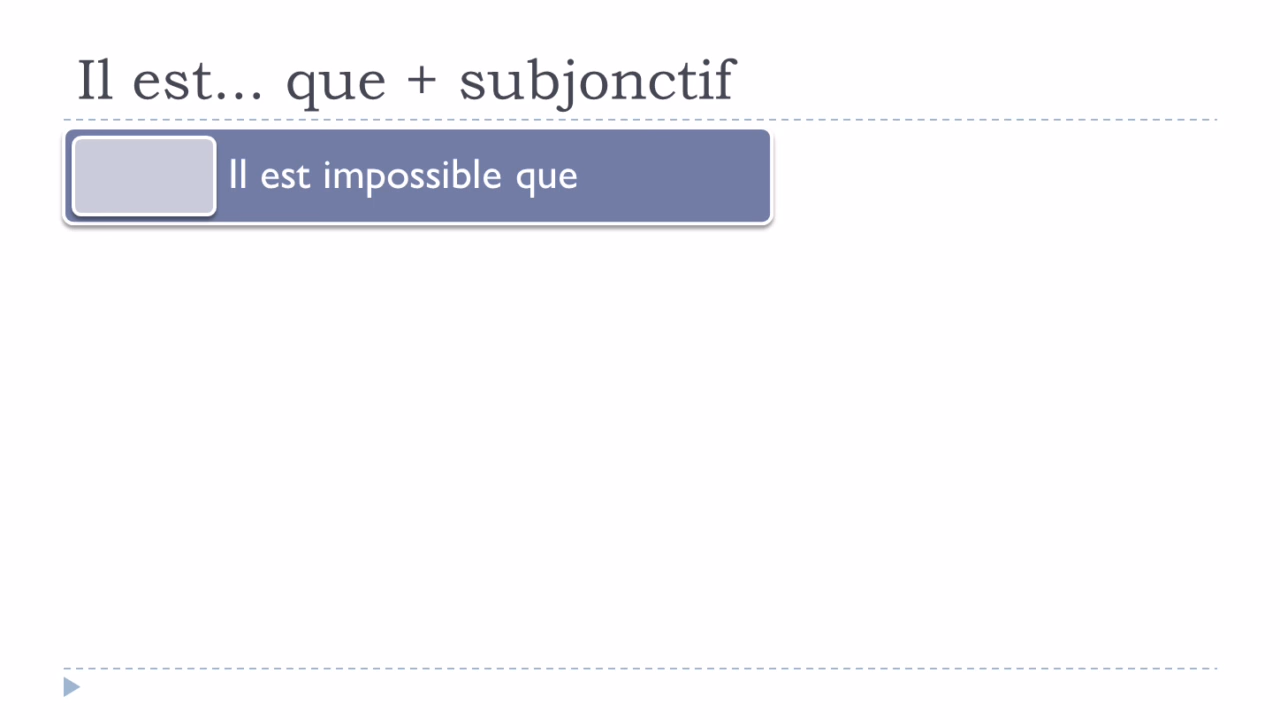 Il est… que + subjonctif
Il est impossible que